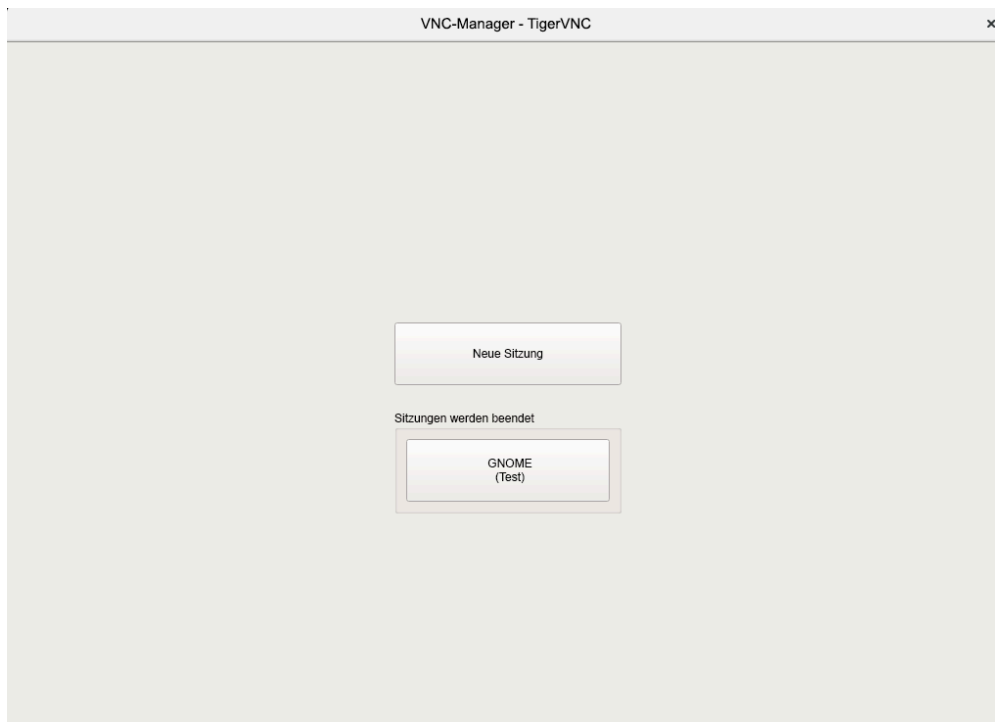 VNC-Manager - TigerVNC
Neue Sitzung
Sitzungen werden beendet
GNOME
(Test)